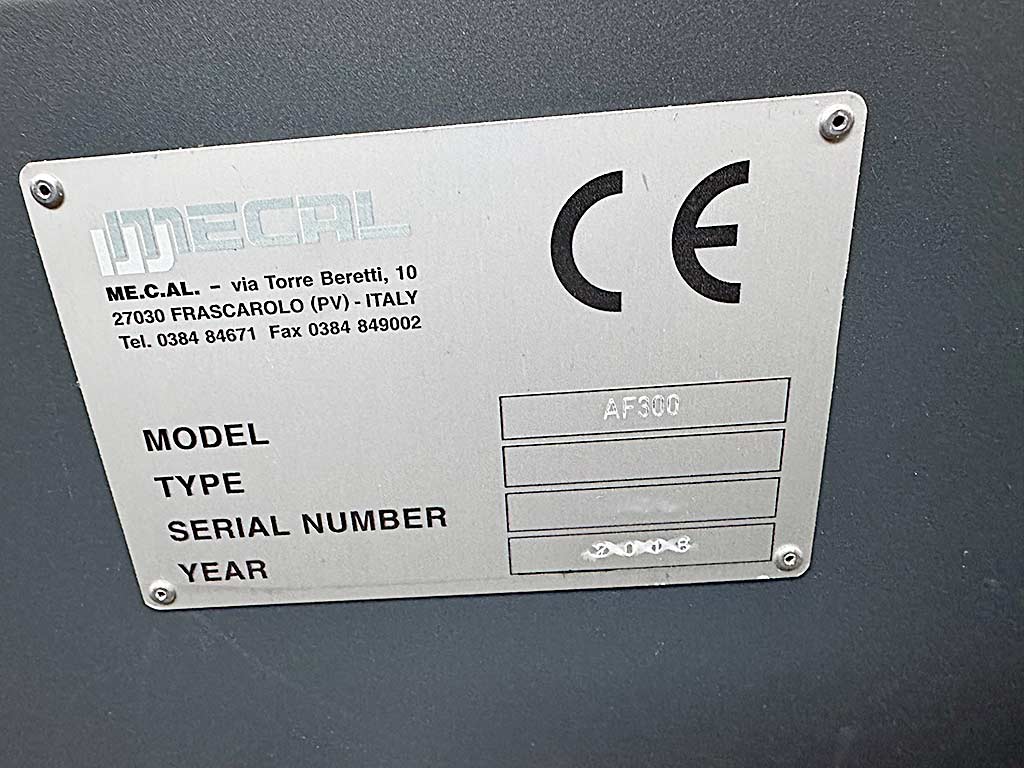 MECAL
CE
ME.C.AL. - via Torre Beretti, 10
27030 FRASCAROLO (PV) - ITALY
Tel. 0384 84671 Fax 0384 849002
MODEL AF300
TYPE
SERIAL NUMBER
YEAR 2008